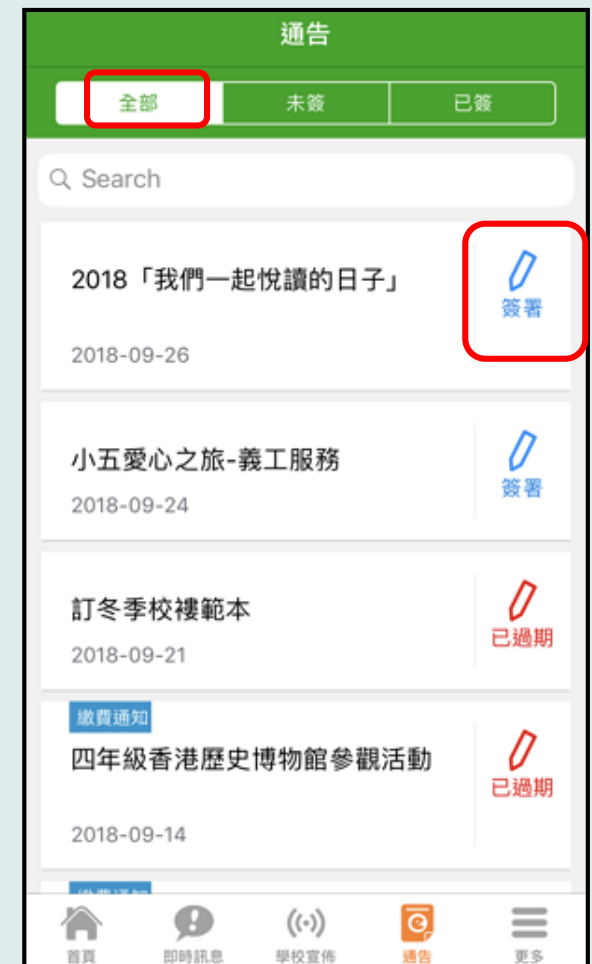 通告
全部 未簽 已簽
Search
2018「我們一起悅讀的日子」
簽署
2018-09-26
小五愛心之旅-義工服務
簽署
2018-09-24
訂冬季校褸範本
已過期
2018-09-21
繳費通知
四年級香港歷史博物館參觀活動
已過期
2018-09-14
首頁 即時訊息 學校宣佈 通告 更多